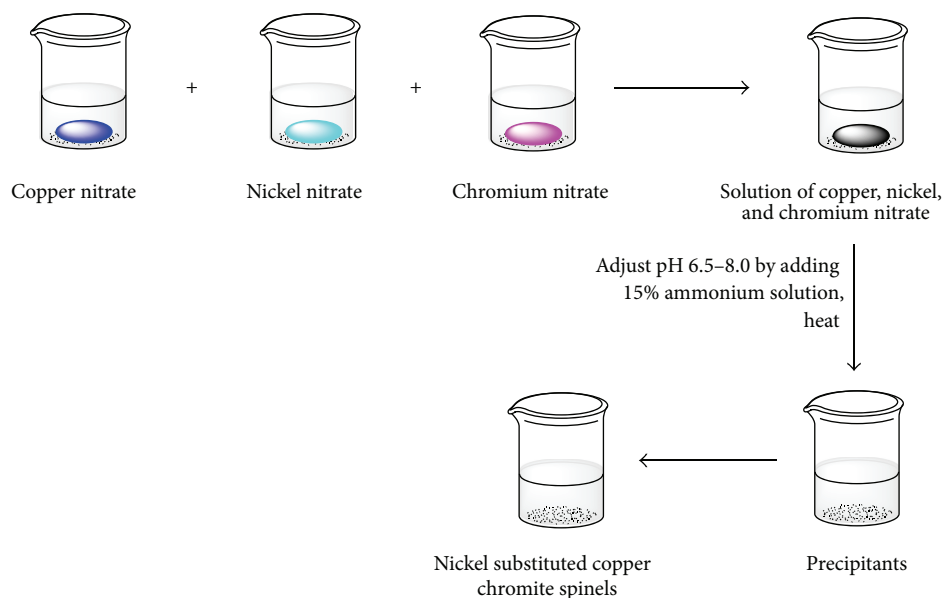 +
+
Copper nitrate
Nickel nitrate
Chromium nitrate
Solution of copper, nickel,
and chromium nitrate
Adjust pH 6.5–8.0 by adding
15% ammonium solution,
heat
Nickel substituted copper
chromite spinels
Precipitants